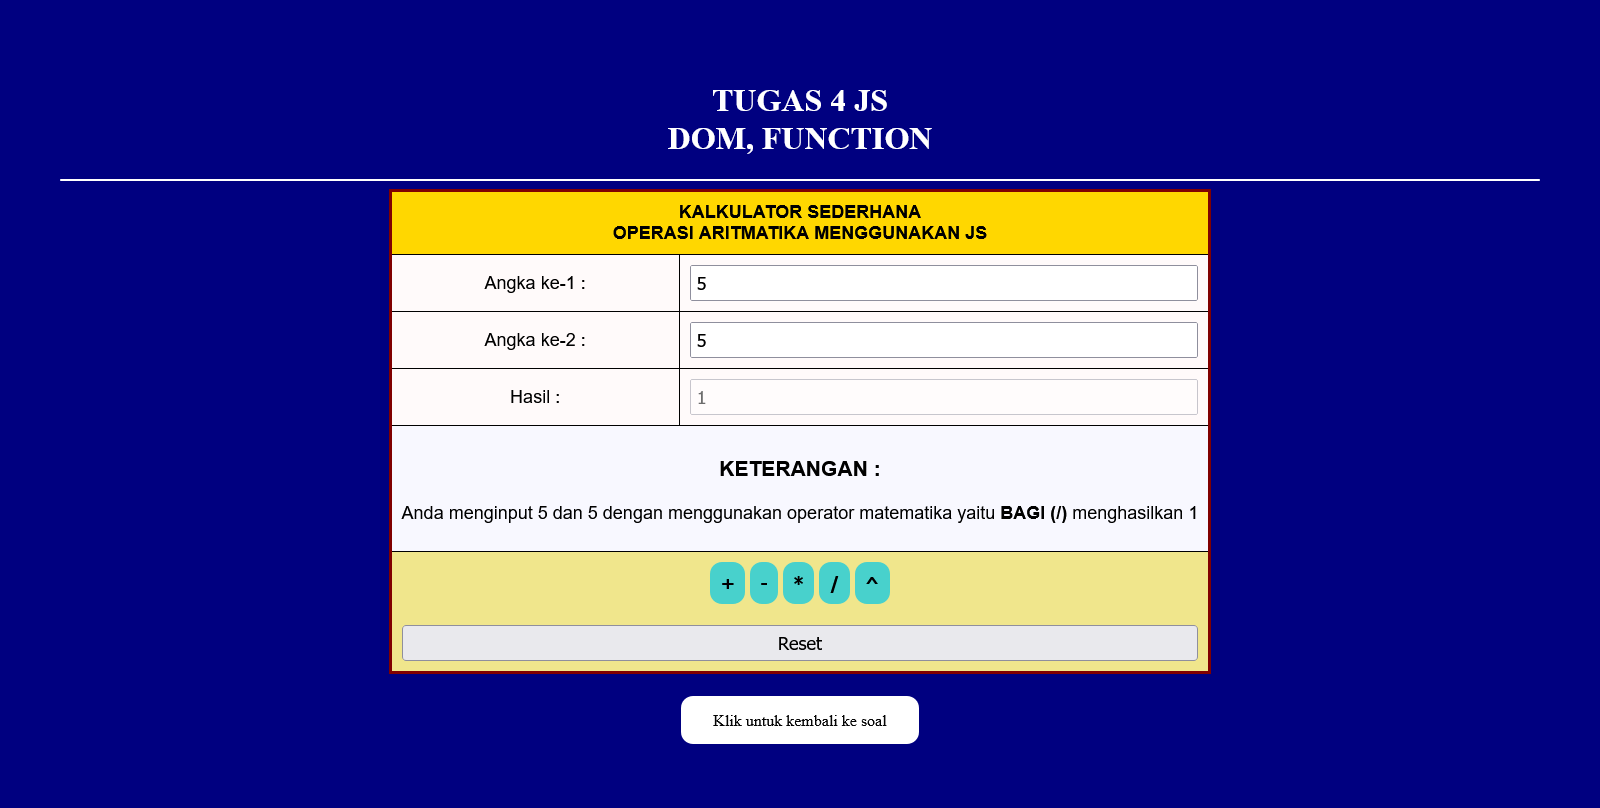 TUGAS 4 JS
DOM, FUNCTION
KALKULATOR SEDERHANA
OPERASI ARITMATIKA MENGGUNAKAN JS
Angka ke-1 :
5
Angka ke-2 :
5
Hasil :
1
KETERANGAN :
Anda menginput 5 dan 5 dengan menggunakan operator matematika yaitu BAGI (/) menghasilkan 1
+ - * / ^
Reset
Klik untuk kembali ke soal